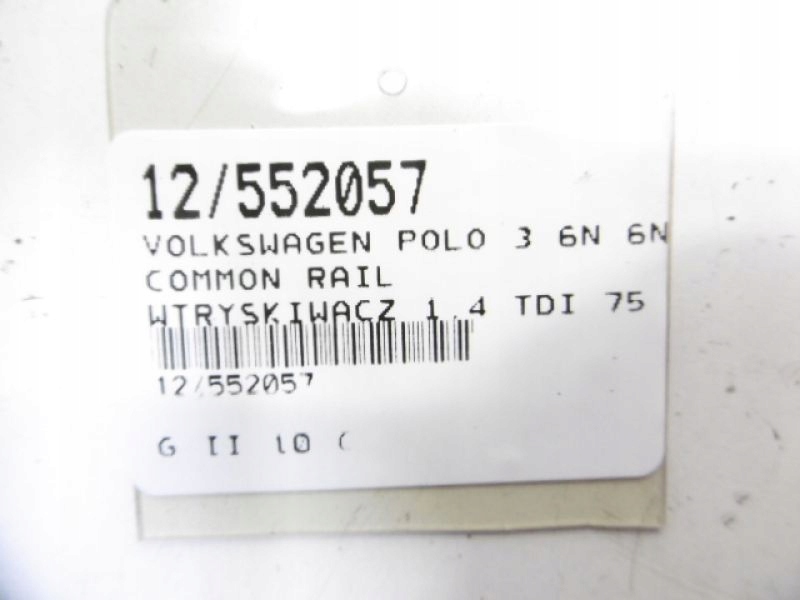 12/552057
VOLKSWAGEN POLO 3 6N 6N
COMMON RAIL
WTRYSKIWACZ 1.4 TDI 75
12/552057
G II 10 (